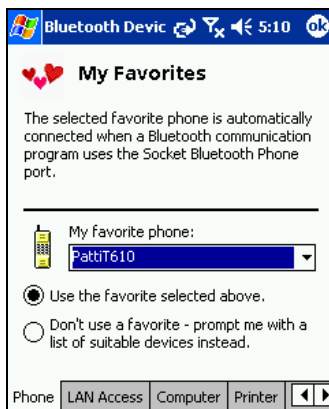 Bluetooth Devic 5:10 ok
My Favorites
The selected favorite phone is automatically
connected when a Bluetooth communication
program uses the Socket Bluetooth Phone
port.
My favorite phone:
PattiT610
Use the favorite selected above.
Don't use a favorite - prompt me with a
list of suitable devices instead.
Phone LAN Access Computer Printer